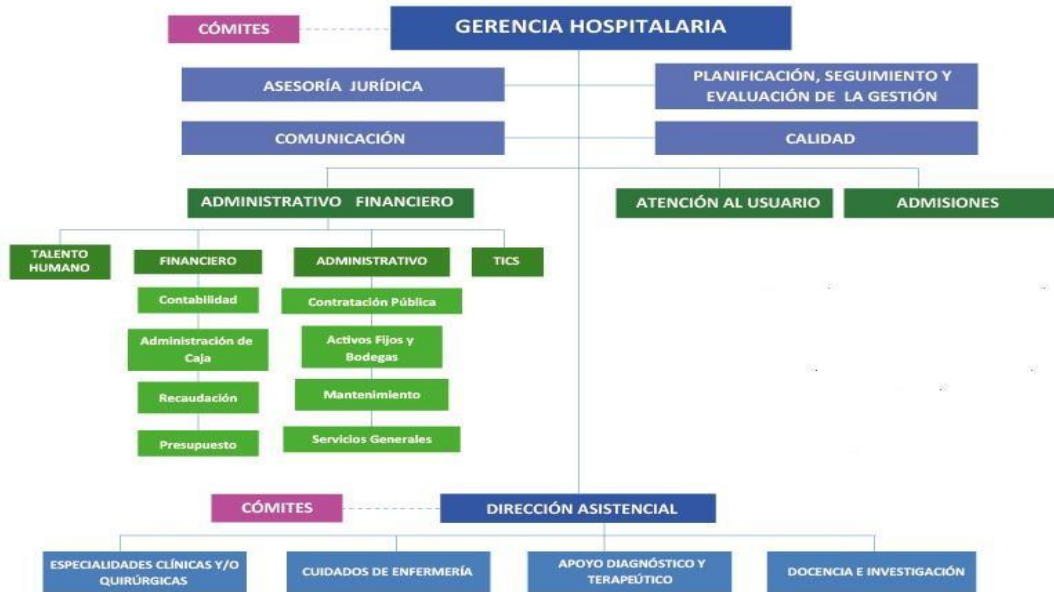 CÓMITES
GERENCIA HOSPITALARIA
ASESORÍA JURÍDICA
PLANIFICACIÓN, SEGUIMIENTO Y
EVALUACIÓN DE LA GESTIÓN
COMUNICACIÓN
CALIDAD
ADMINISTRATIVO FINANCIERO
ATENCIÓN AL USUARIO
ADMISIONES
TALENTO
HUMANO
FINANCIERO
ADMINISTRATIVO
TICS
Contabilidad
Contratación Pública
Administración de
Caja
Activos Fijos y
Bodegas
Recaudación
Mantenimiento
Presupuesto
Servicios Generales
CÓMITES
DIRECCIÓN ASISTENCIAL
ESPECIALIDADES CLÍNICAS Y/O
QUIRÚRGICAS
CUIDADOS DE ENFERMERÍA
APOYO DIAGNÓSTICO Y
TERAPEÚTICO
DOCENCIA E INVESTIGACIÓN